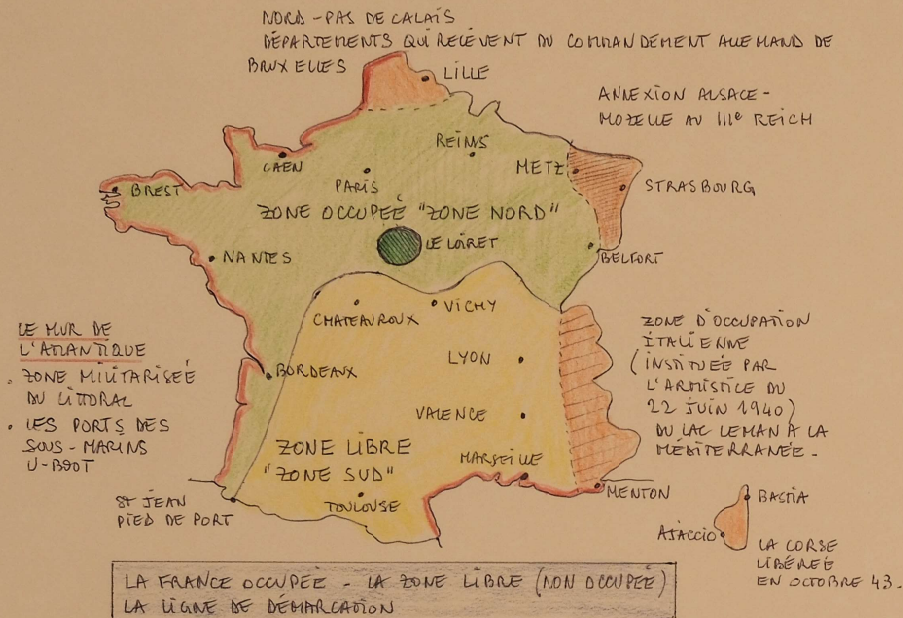 NORD - PAS DE CALAIS
DÉPARTEMENTS QUI RELÈVENT DU COMMANDEMENT ALLEMAND DE
BRUXELLES
LILLE
ANNEXION ALSACE-
MOZELLE AU IIIe REICH
REIMS
CAEN
METZ
PARIS
BREST
STRASBOURG
ZONE OCCUPEÉ "ZONE NORD"
LE LOIRET
NANTES
BELFORT
CHATEAUROUX
VICHY
LE MUR DE
L'ATLANTIQUE
. ZONE MILITARISEÉ
DU LITTORAL
• LES PORTS DES
SOUS-MARINS
U-BOOT
BORDEAUX
LYON
VALENCE
ZONE D'OCCUPATION
ITALIENNE
(INSTITUÉE PAR
L'ARMISTICE DU
22 JUIN 1940)
DU LAC LEMAN A LA
MÉDITERRANÉE.
ZONE LIBRE
"ZONE SUD"
MARSEILLE
MENTON
ST JEAN
PIED DE PORT
TOULOUSE
BASTIA
AJACCIO
LA CORSE
LIBÉRÉE
EN OCTOBRE 43.
LA FRANCE OCCUPEÉ - LA ZONE LIBRE (NON OCCUPEÉ)
LA LIGNE DE DÉMARCATION